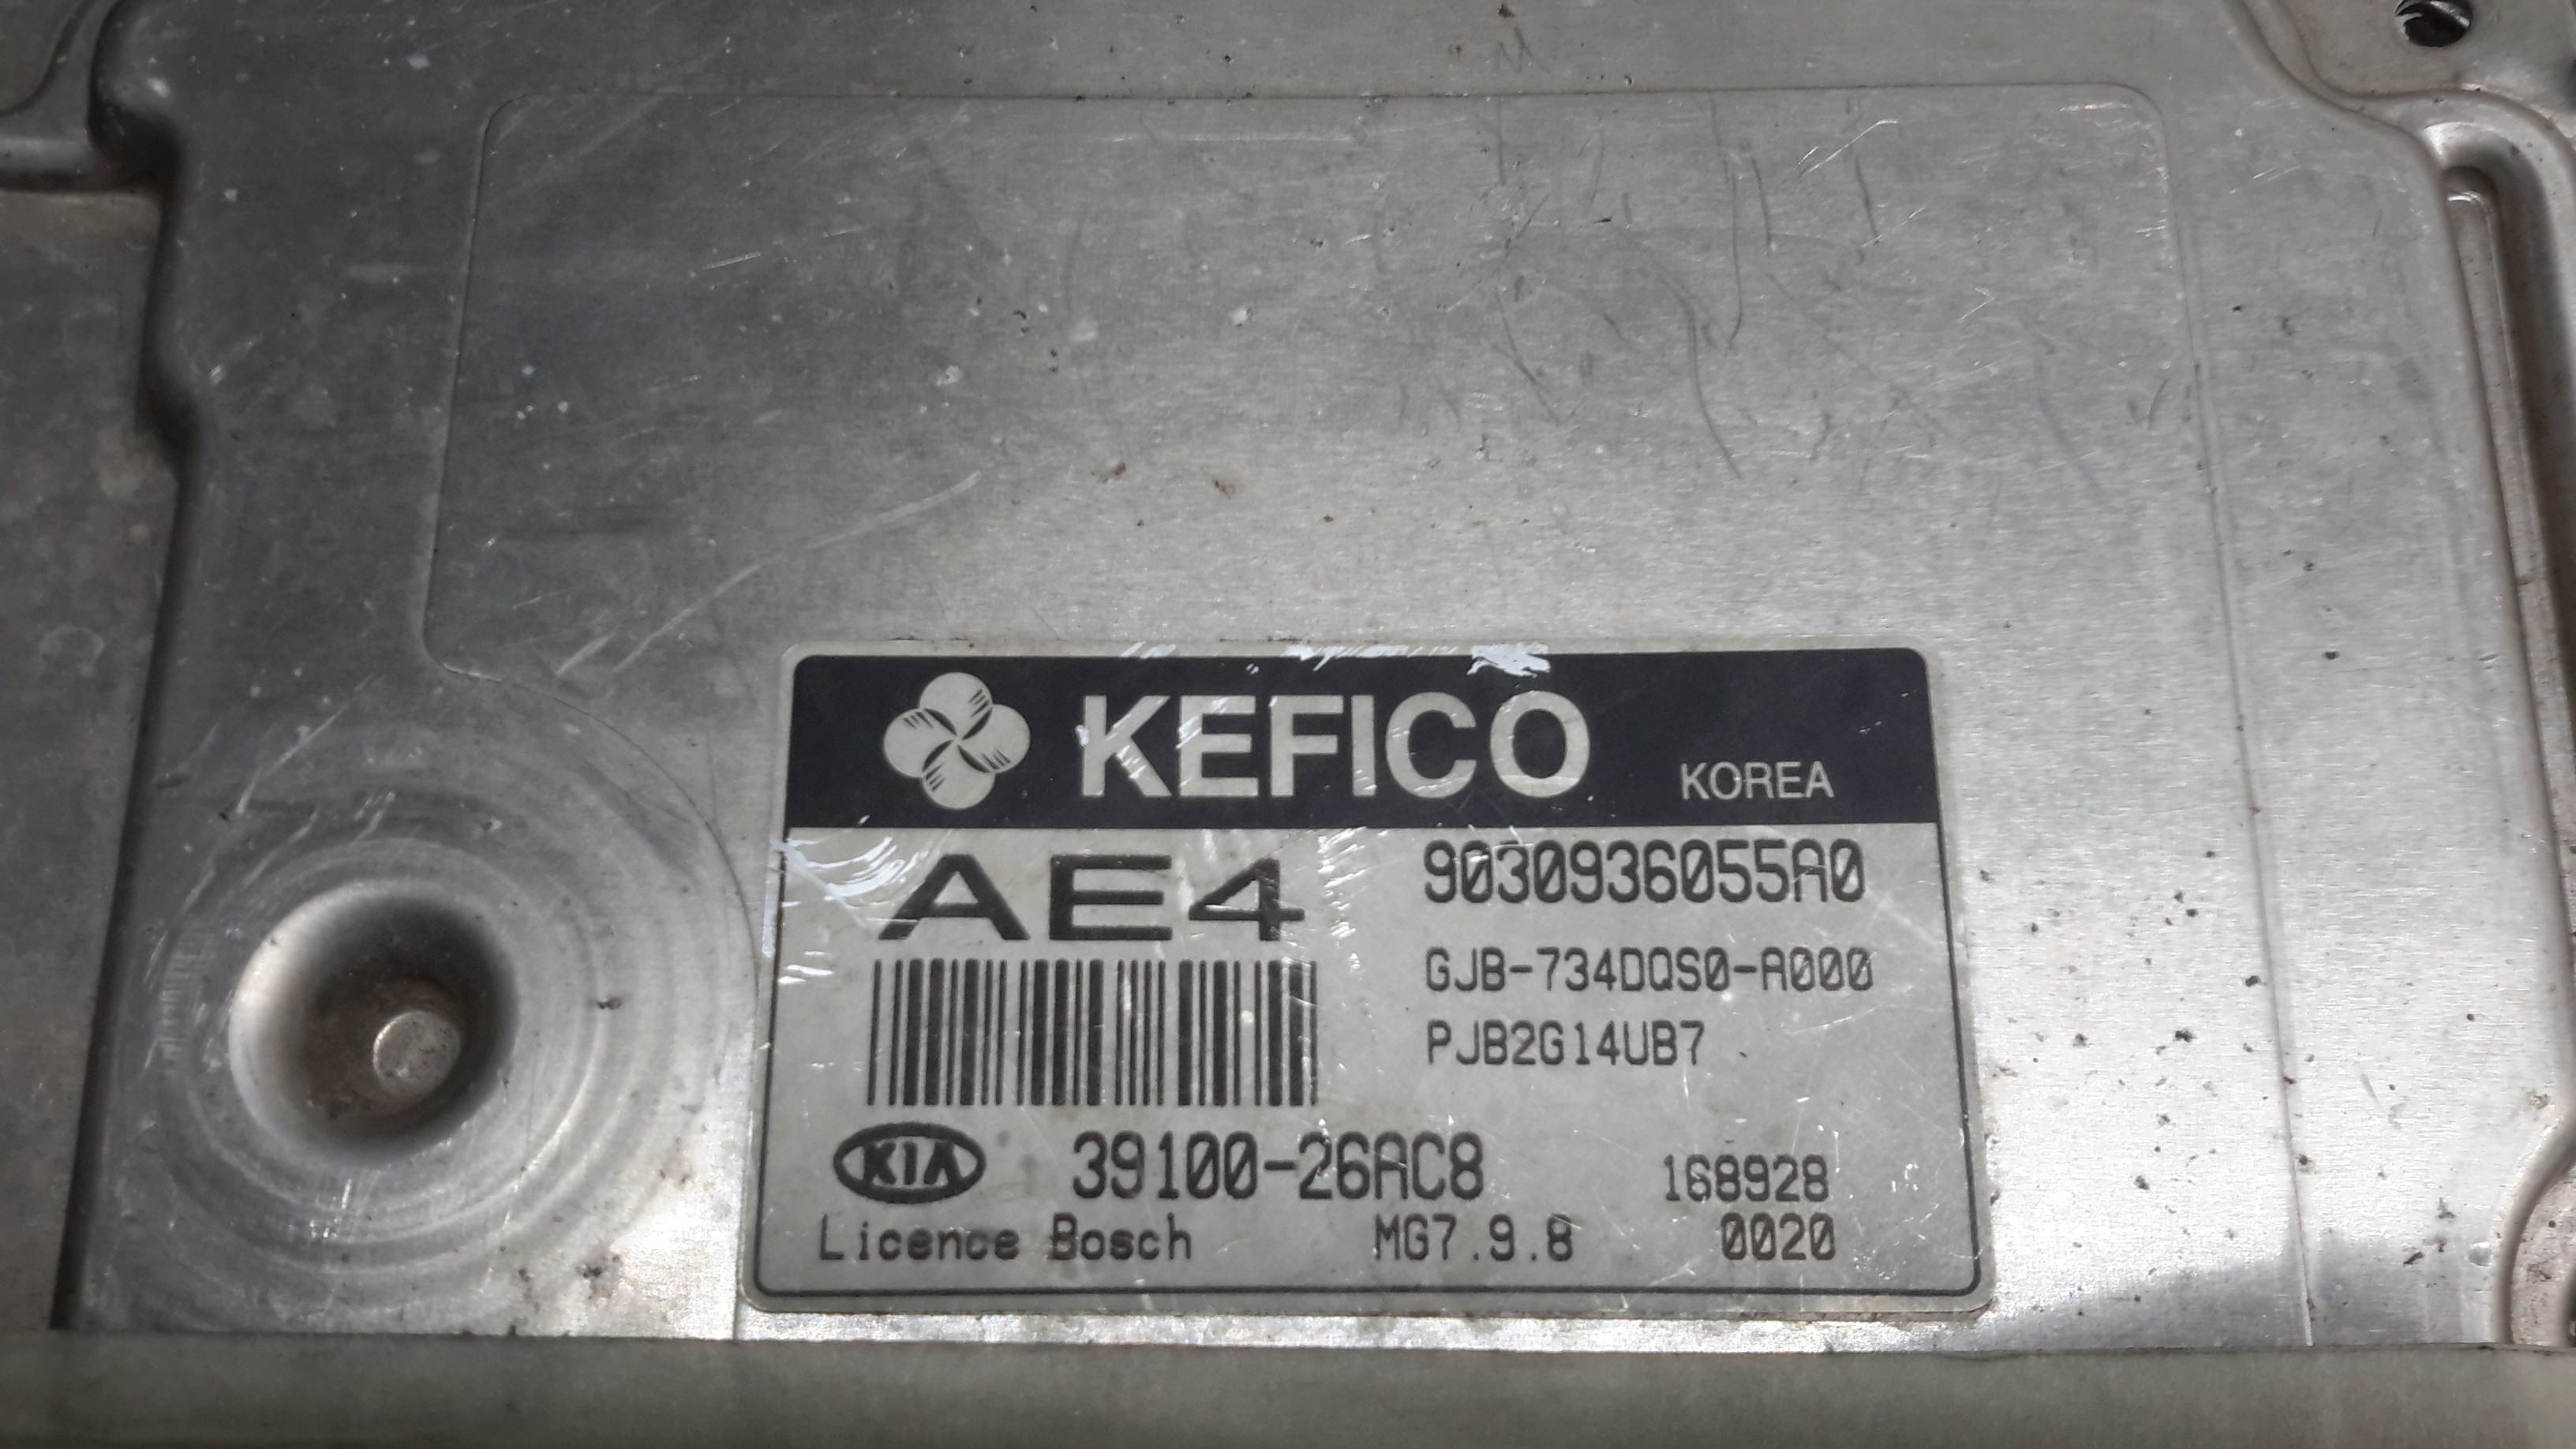 KEFICO KOREA
AE4
9030936055A0
GJB-734DQS0-A000
PJB2G14UB7
KIA 39100-26AC8 168928
Licence Bosch MG7.9.8 0020